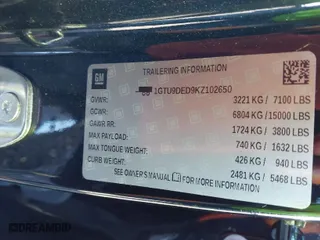 GM
TRAILERING INFORMATION
1GTU9DED9KZ102650
GVWR: 3221 KG / 7100 LBS
GCWR: 6804 KG / 15000 LBS
GAWR RR: 1724 KG / 3800 LBS
MAX PAYLOAD: 740 KG / 1632 LBS
MAX TONGUE WEIGHT: 426 KG / 940 LBS
CURB WEIGHT: 2481 KG / 5468 LBS
SEE OWNER'S MANUAL FOR MORE INFORMATION